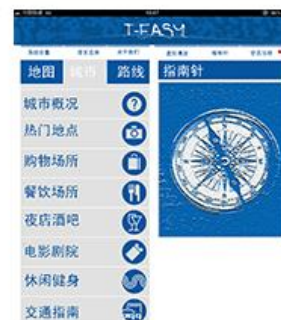 T-EASY
地图 城市 路线 指南针
城市概况
热门地点
购物场所
餐饮场所
夜店酒吧
电影剧院
休闲健身
交通指南